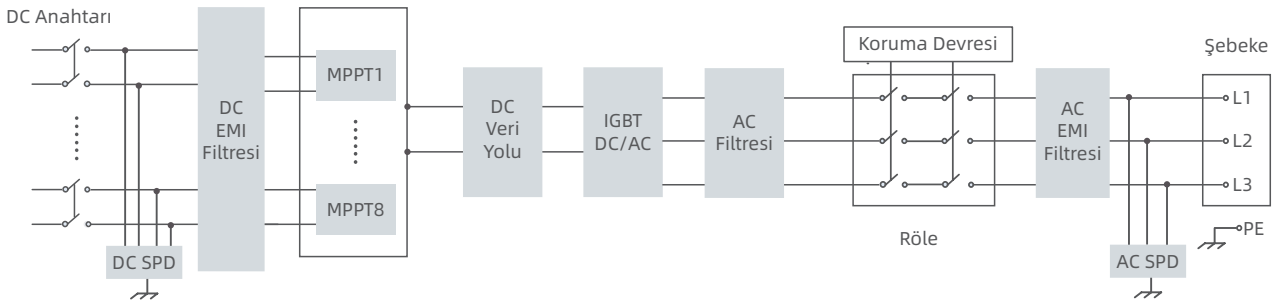 DC Anahtarı
DC SPD
DC
EMI
Filtresi
MPPT1
MPPT8
DC
Veri
Yolu
IGBT
DC/AC
AC
Filtresi
Koruma Devresi
Röle
AC
EMI
Filtresi
AC SPD
Şebeke
L1
L2
L3
PE